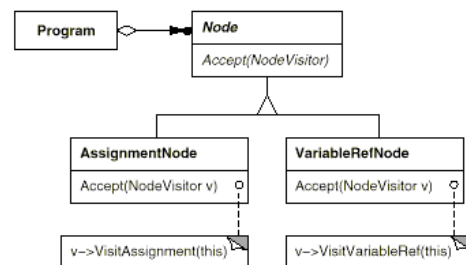 Program
Node
Accept(NodeVisitor)
AssignmentNode
Accept(NodeVisitor v)
VariableRefNode
Accept(NodeVisitor v)
v->VisitAssignment(this)
v->VisitVariableRef(this)